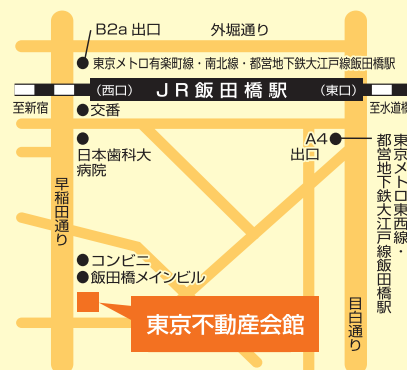 B2a 出口
外堀通り
東京メトロ有楽町線・南北線・都営地下鉄大江戸線飯田橋駅
(西口) JR飯田橋駅 (東口)
至新宿
至水道橋
交番
A4
出口
日本歯科大
病院
東京メトロ東西線・
都営地下鉄大江戸線飯田橋駅
早稲田通り
コンビニ
飯田橋メインビル
東京不動産会館
目白通り